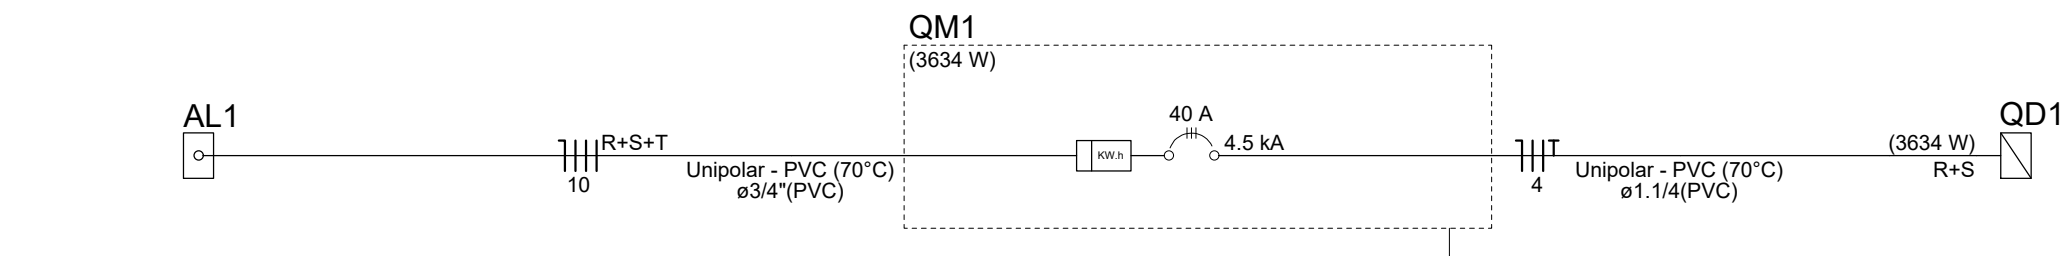 QM1
(3634 W)
AL1
R+S+T
10
Unipolar - PVC (70°C)
ø3/4"(PVC)
KW.h
40 A
4.5 kA
4
Unipolar - PVC (70°C)
ø1.1/4(PVC)
QD1
(3634 W)
R+S